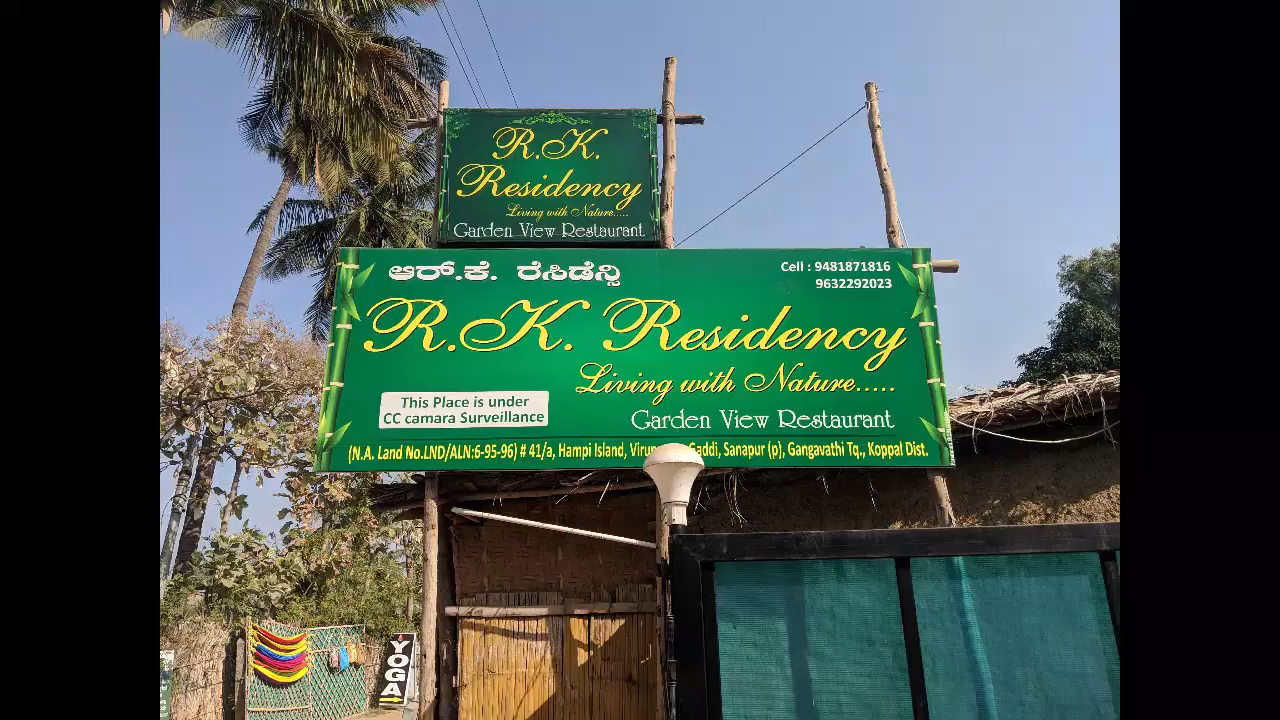 R.K.
Residency
Living with Nature.....
Garden View Restaurant
ಆರ್.ಕೆ. ರೆಸಿಡೆನ್ಸಿ
Cell : 9481871816
9632292023
R.K. Residency
Living with Nature.....
This Place is under
CC camara Surveillance
Garden View Restaurant
(N.A. Land No.LND/ALN:6-95-96) # 41/a, Hampi Island, Gaddi, Sanapur (p), Gangavathi Tq., Koppal Dist.
YOGA